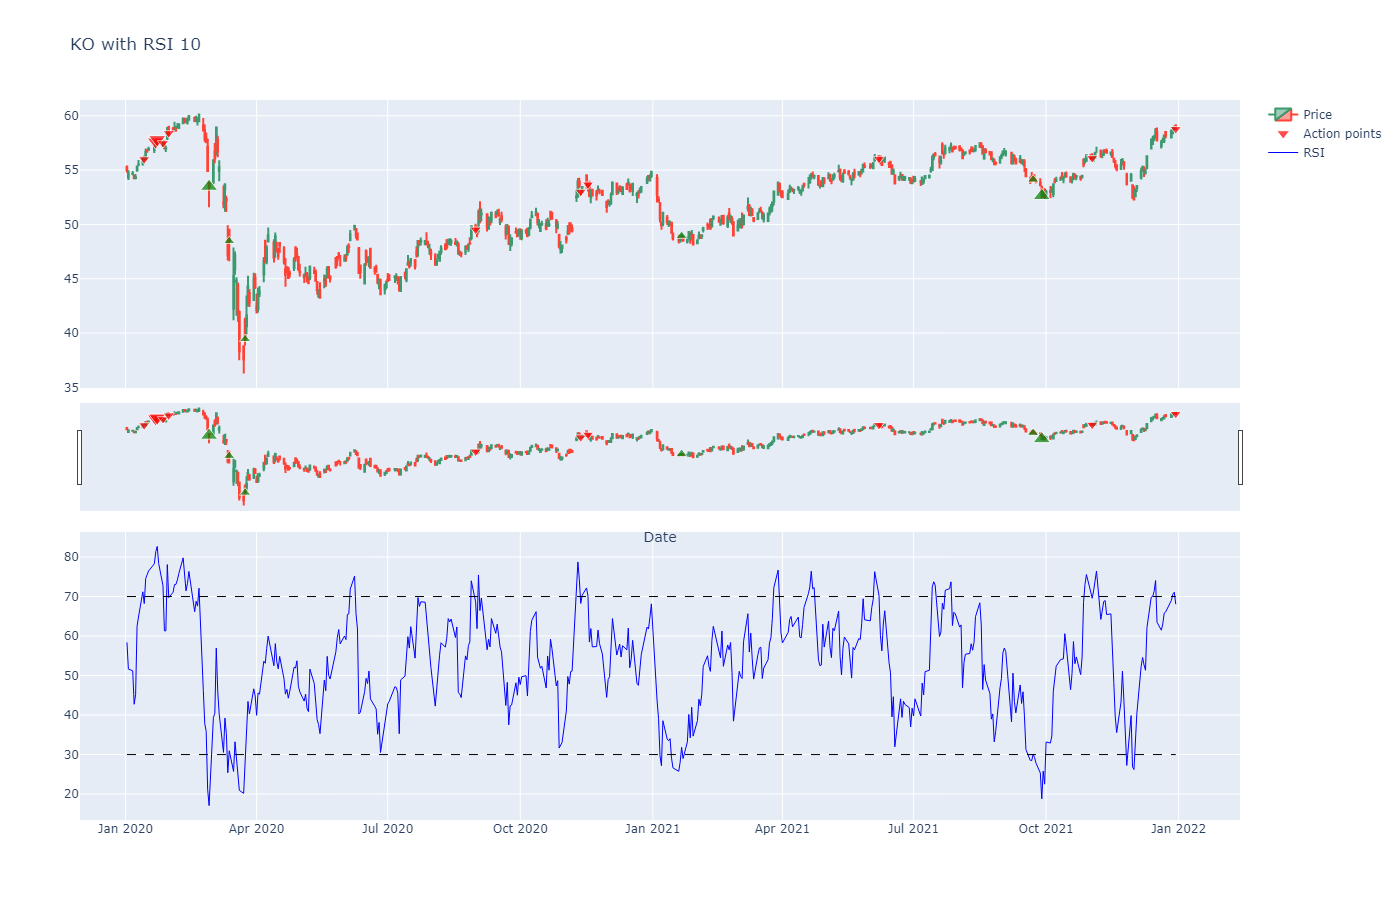 KO with RSI 10
60
55
50
45
40
35
Price
Action points
RSI
Date
80
70
60
50
40
30
20
Jan 2020
Apr 2020
Jul 2020
Oct 2020
Jan 2021
Apr 2021
Jul 2021
Oct 2021
Jan 2022